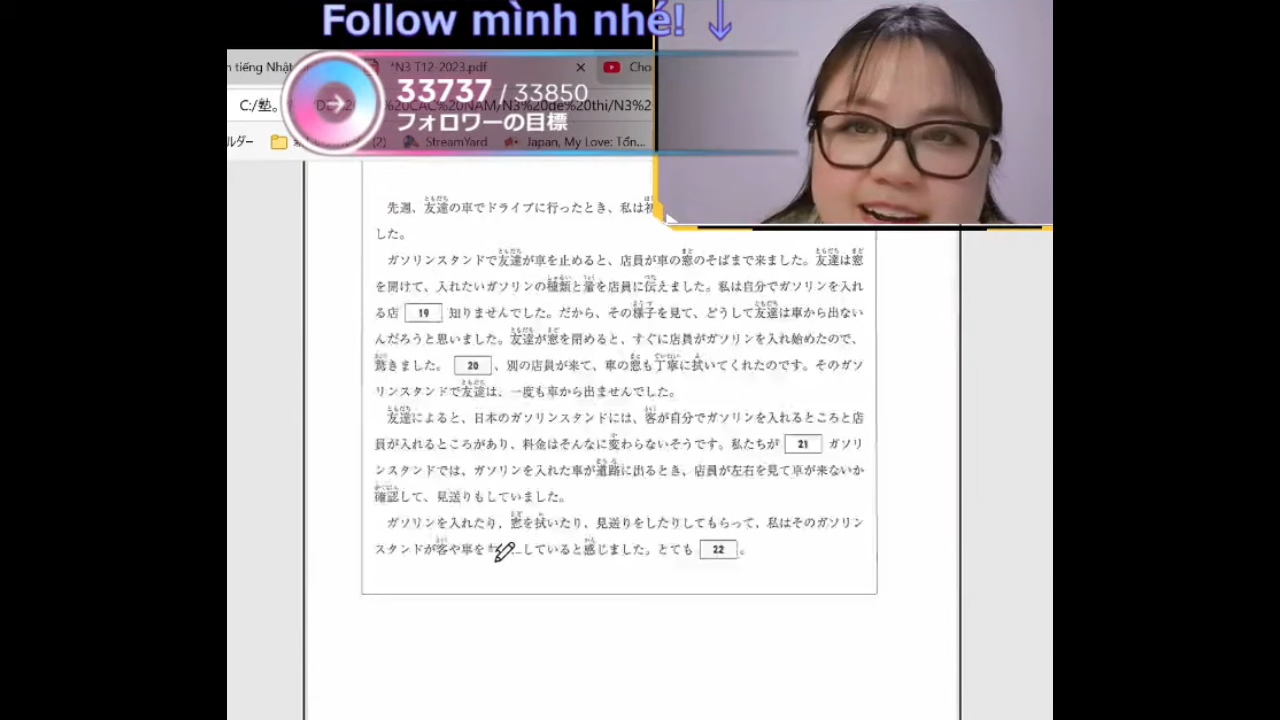 Follow mình nhé! ↓
n tiếng Nhật
*N3 T12-2023.pdf
×
Cho
33737 / 33850
フォロワーの目標
C:/塾。
CAC%20NAM/N3%20de%20thi/N3%2
ルダー
(2)
StreamYard
Japan, My Love: Tổn...
先週、友達の車でドライブに行ったとき、私は初
した。
ガソリンスタンドで友達が車を止めると、店員が車の窓のそばまで来ました。友達は窓
を開けて、入れたいガソリンの種類と量を店員に伝えました。私は自分でガソリンを入れ
る店 19 知りませんでした。だから、その様子を見て、どうして友達は車から出ない
んだろうと思いました。友達が窓を閉めると、すぐに店員がガソリンを入れ始めたので、
驚きました。 20 、別の店員が来て、車の窓も丁寧に拭いてくれたのです。そのガソ
リンスタンドで友達は、一度も車から出ませんでした。
友達によると、日本のガソリンスタンドには、客が自分でガソリンを入れるところと店
員が入れるところがあり、料金はそんなに変わらないそうです。私たちが 21 ガソリ
ンスタンドでは、ガソリンを入れた車が道路に出るとき、店員が左右を見て車が来ないか
確認して、見送りもしていました。
ガソリンを入れたり、窓を拭いたり、見送りをしたりしてもらって、私はそのガソリン
スタンドが客や車を していると感じました。とても 22 。